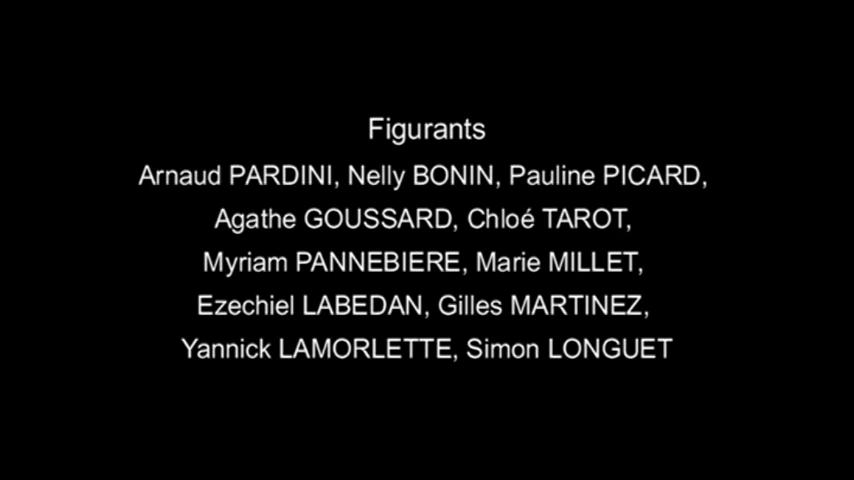 Figurants
Arnaud PARDINI, Nelly BONIN, Pauline PICARD,
Agathe GOUSSARD, Chloé TAROT,
Myriam PANNEBIERE, Marie MILLET,
Ezechiel LABEDAN, Gilles MARTINEZ,
Yannick LAMORLETTE, Simon LONGUET